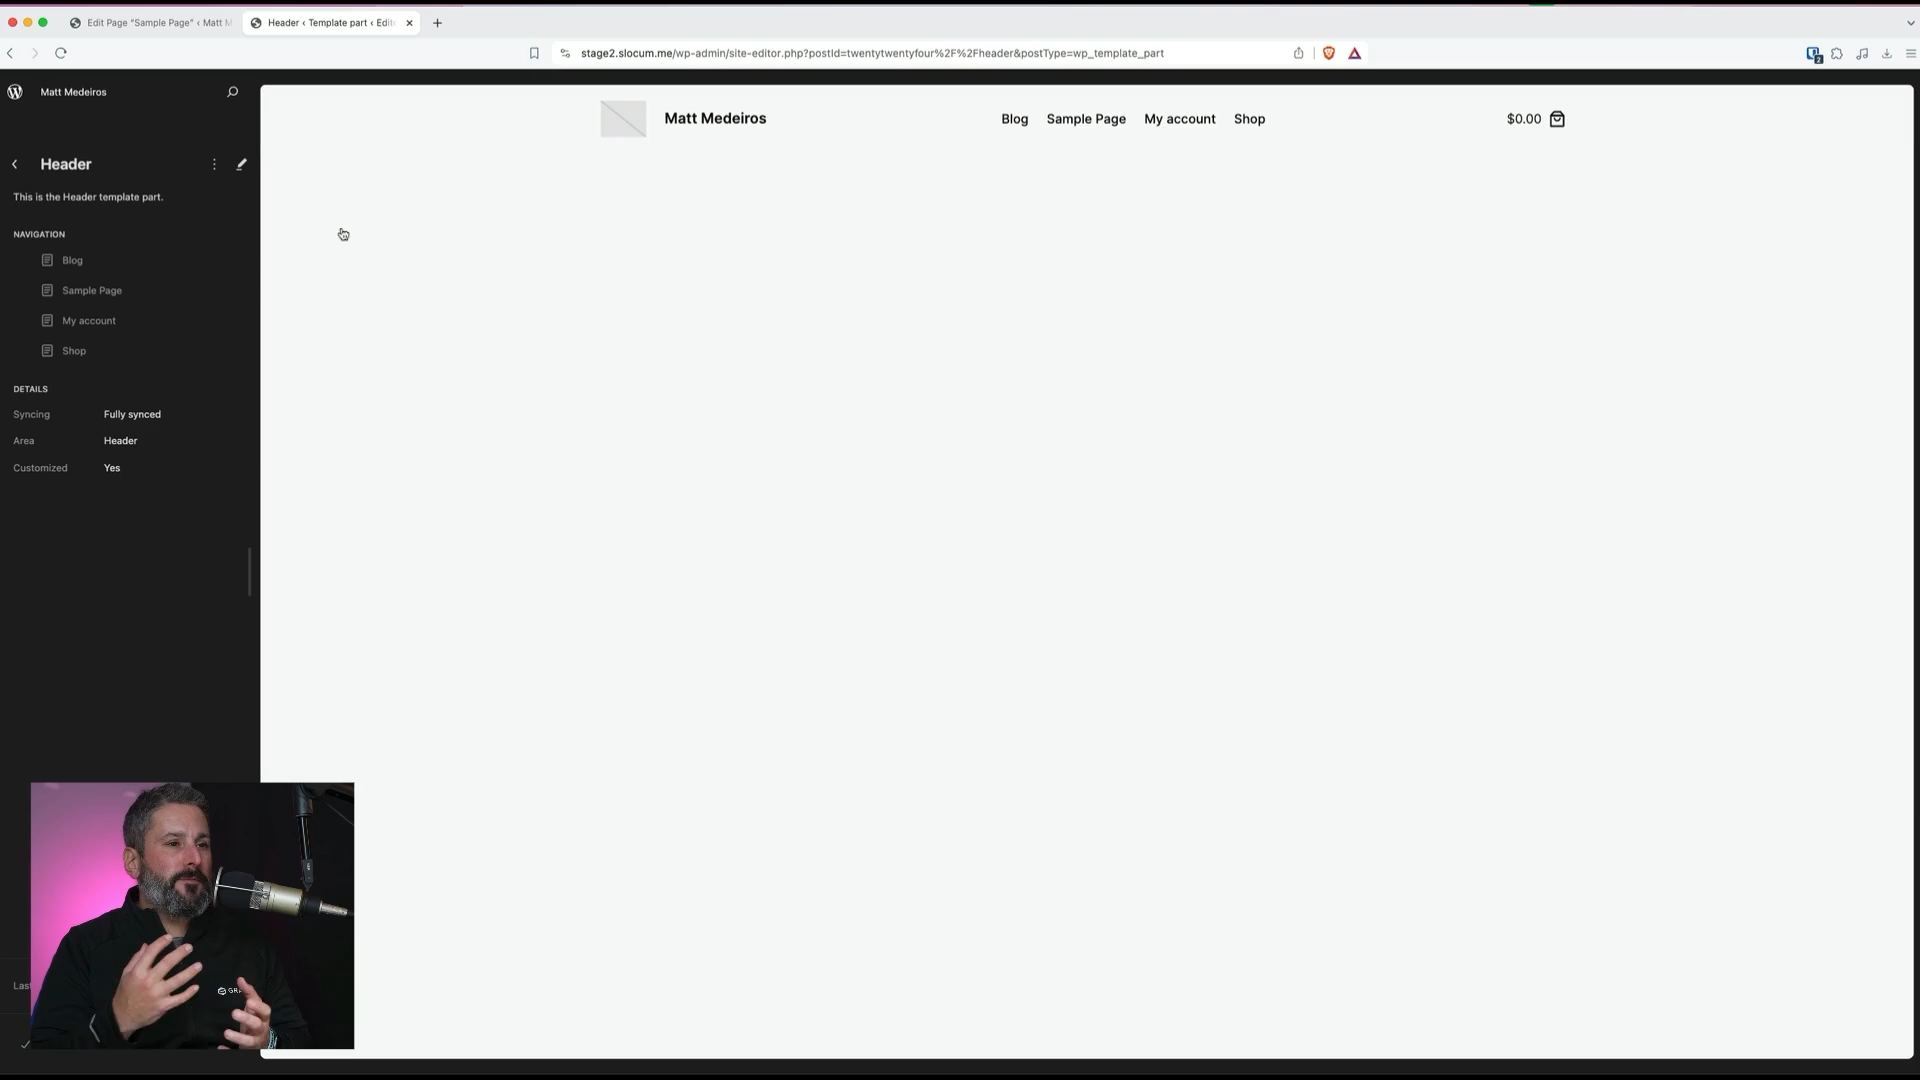 Edit Page "Sample Page" ‹ Matt M
Header ‹ Template part ‹ Edit
stage2.slocum.me/wp-admin/site-editor.php?postId=twentytwentyfour%2F%2Fheader&postType=wp_template_part
2
Matt Medeiros
Header
This is the Header template part.
NAVIGATION
Blog
Sample Page
My account
Shop
DETAILS
Syncing Fully synced
Area Header
Customized Yes
Matt Medeiros
Blog Sample Page My account Shop
$0.00
Las
GR